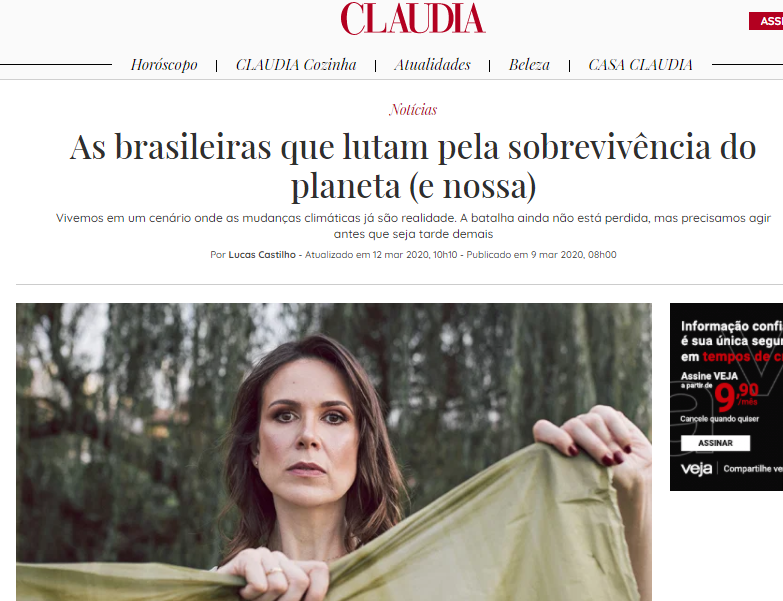 CLAUDIA
Horóscopo | CLAUDIA Cozinha | Atualidades | Beleza | CASA CLAUDIA
Notícias
As brasileiras que lutam pela sobrevivência do
planeta (e nossa)
Vivemos em um cenário onde as mudanças climáticas já são realidade. A batalha ainda não está perdida, mas precisamos agir
antes que seja tarde demais
Por Lucas Castilho - Atualizado em 12 mar 2020, 10h10 - Publicado em 9 mar 2020, 08h00
Informação
é sua única
em tempos de
Assine VEJA
a partir de
9,90
/mês
Cancele quando quiser
ASSINAR
veja | Compartilhe